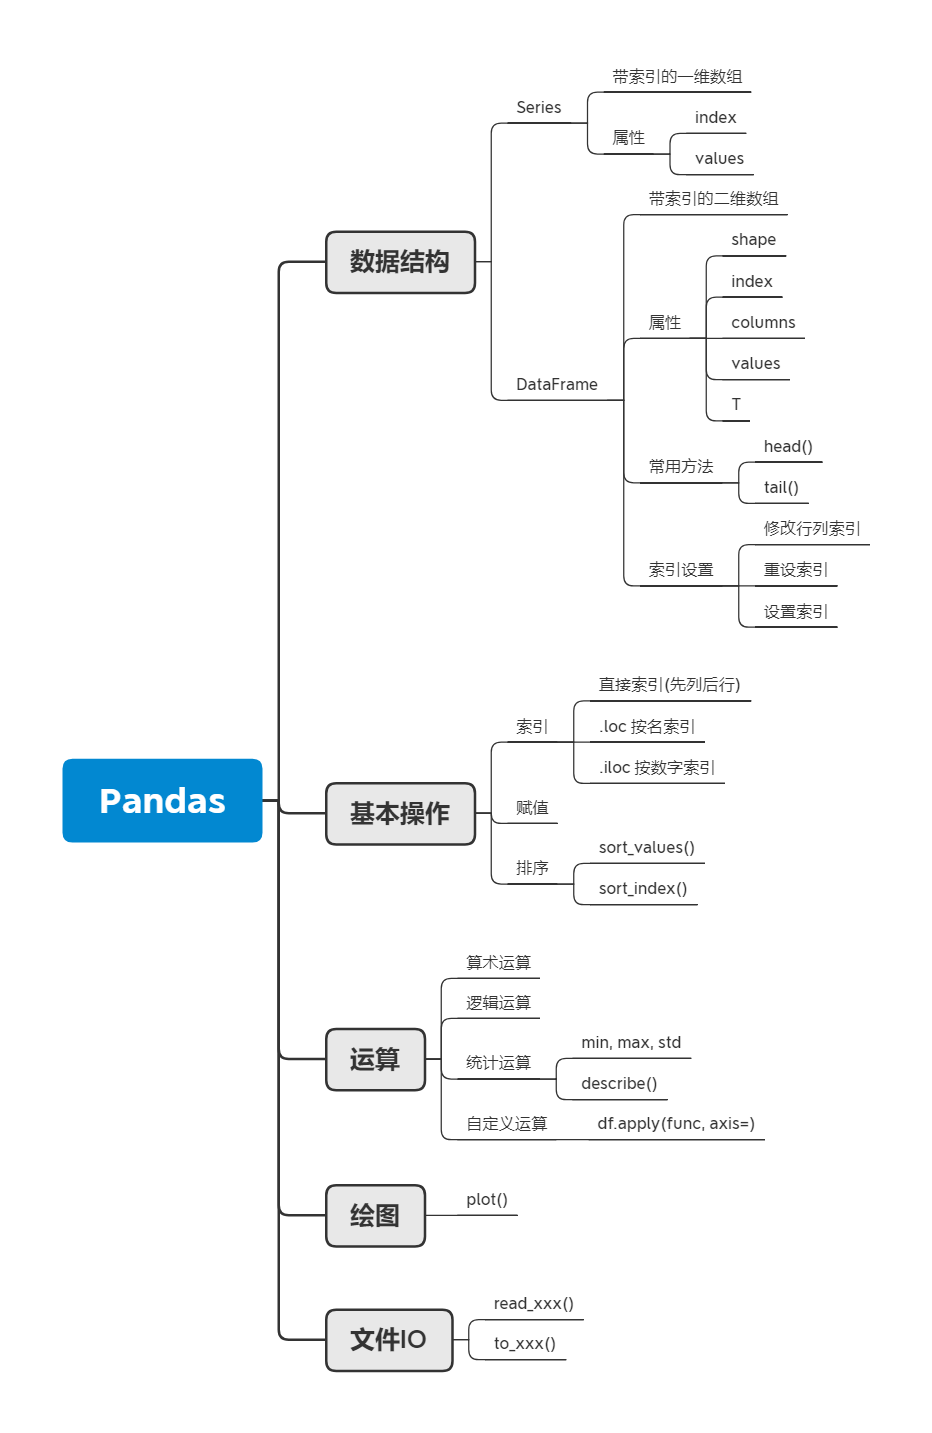 Pandas
数据结构
Series
带索引的一维数组
属性
index
values
DataFrame
带索引的二维数组
属性
shape
index
columns
values
T
常用方法
head()
tail()
索引设置
修改行列索引
重设索引
设置索引
基本操作
索引
直接索引(先列后行)
.loc 按名索引
.iloc 按数字索引
赋值
排序
sort_values()
sort_index()
运算
算术运算
逻辑运算
统计运算
min, max, std
describe()
自定义运算
df.apply(func, axis=)
绘图
plot()
文件IO
read_xxx()
to_xxx()